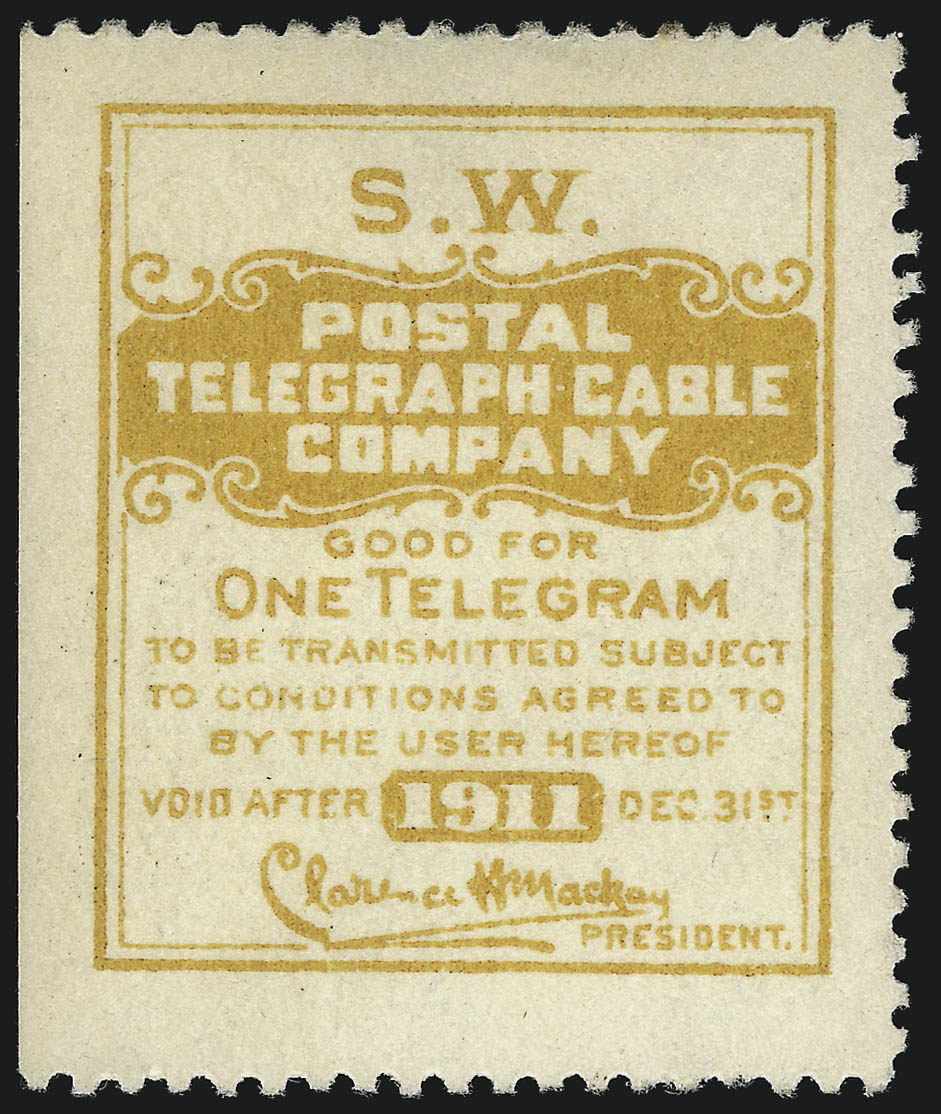 S.W.
POSTAL
TELEGRAPH-CABLE
COMPANY
GOOD FOR
ONE TELEGRAM
TO BE TRANSMITTED SUBJECT
TO CONDITIONS AGREED TO
BY THE USER HEREOF
VOID AFTER 1911 DEC. 31ST
Clarence H Mackay
PRESIDENT.